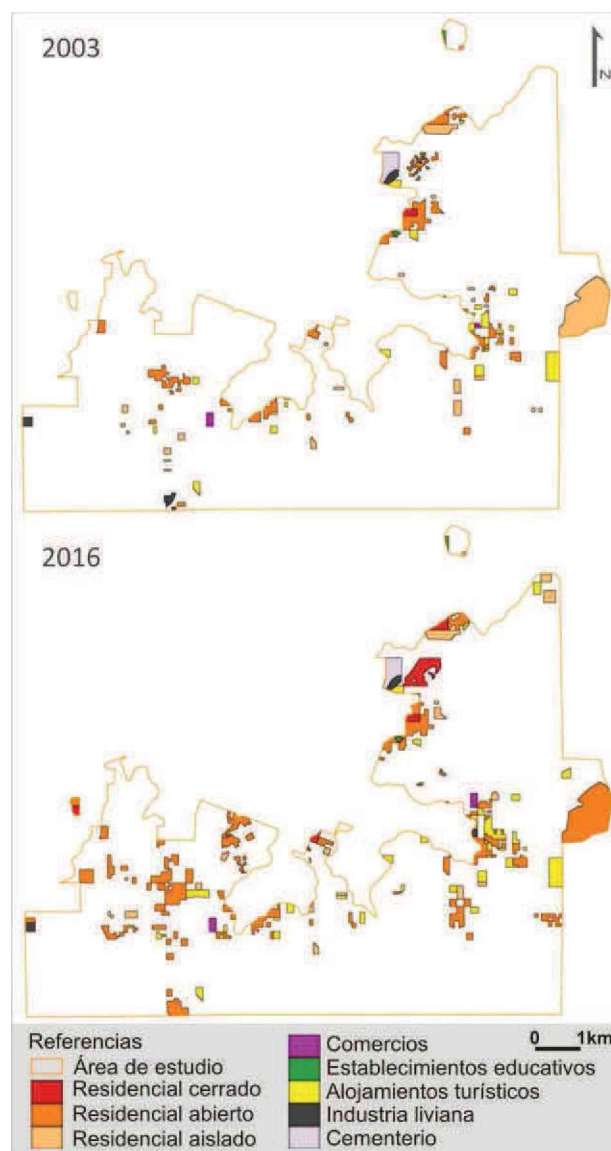 2003
N
2016
Referencias
Área de estudio
Residencial cerrado
Residencial abierto
Residencial aislado
Comercios
Establecimientos educativos
Alojamientos turísticos
Industria liviana
Cementerio
0 1km